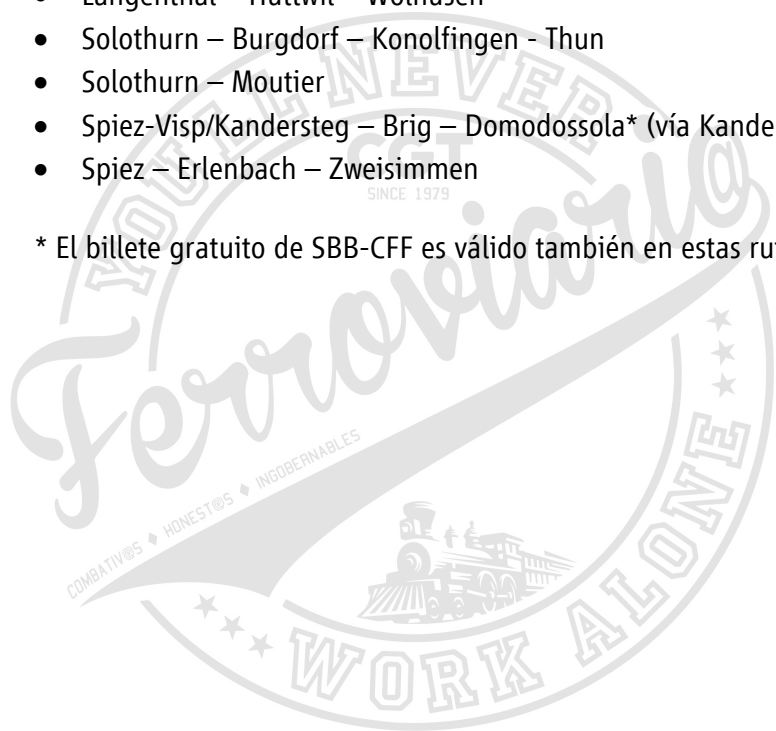 • Solothurn – Burgdorf – Konolfingen - Thun
• Solothurn – Moutier
• Spiez-Visp/Kandersteg – Brig – Domodossola* (vía Kande
• Spiez – Erlenbach – Zweisimmen
* El billete gratuito de SBB-CFF es válido también en estas ru
YOU'LL NEVER
CGT
SINCE 1979
Ferroviario
COMBATIV@S ♦ HONEST@S ♦ INGOBERNABLES
WORK ALONE